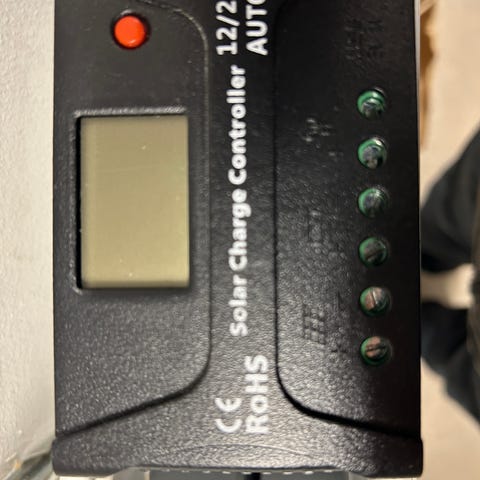 CE
RoHS
Solar Charge Controller 12/2
AUTO